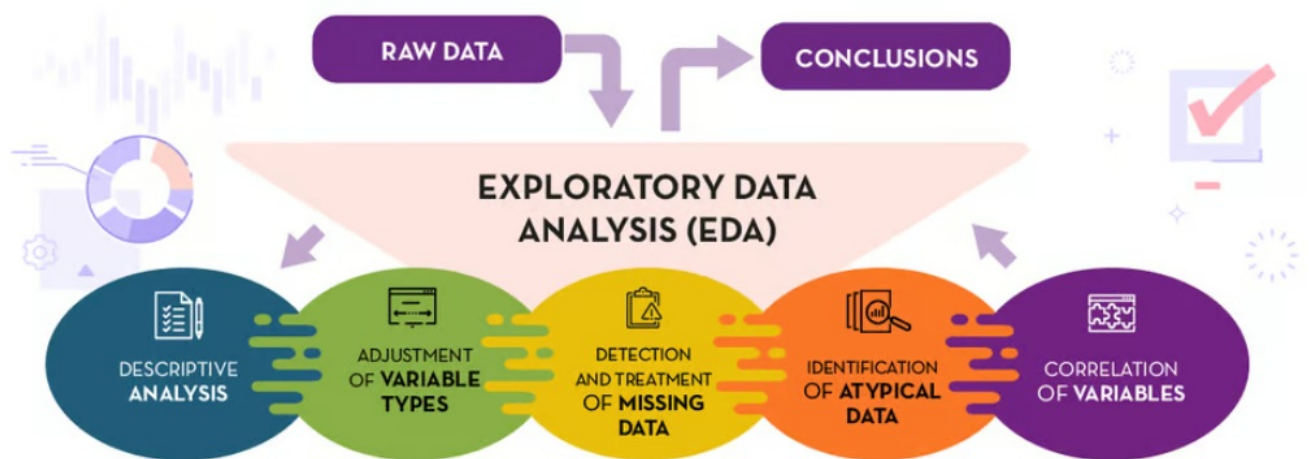 RAW DATA
CONCLUSIONS
EXPLORATORY DATA
ANALYSIS (EDA)
DESCRIPTIVE
ANALYSIS
ADJUSTMENT
OF VARIABLE
TYPES
DETECTION
AND TREATMENT
OF MISSING
DATA
IDENTIFICATION
OF ATYPICAL
DATA
CORRELATION
OF VARIABLES